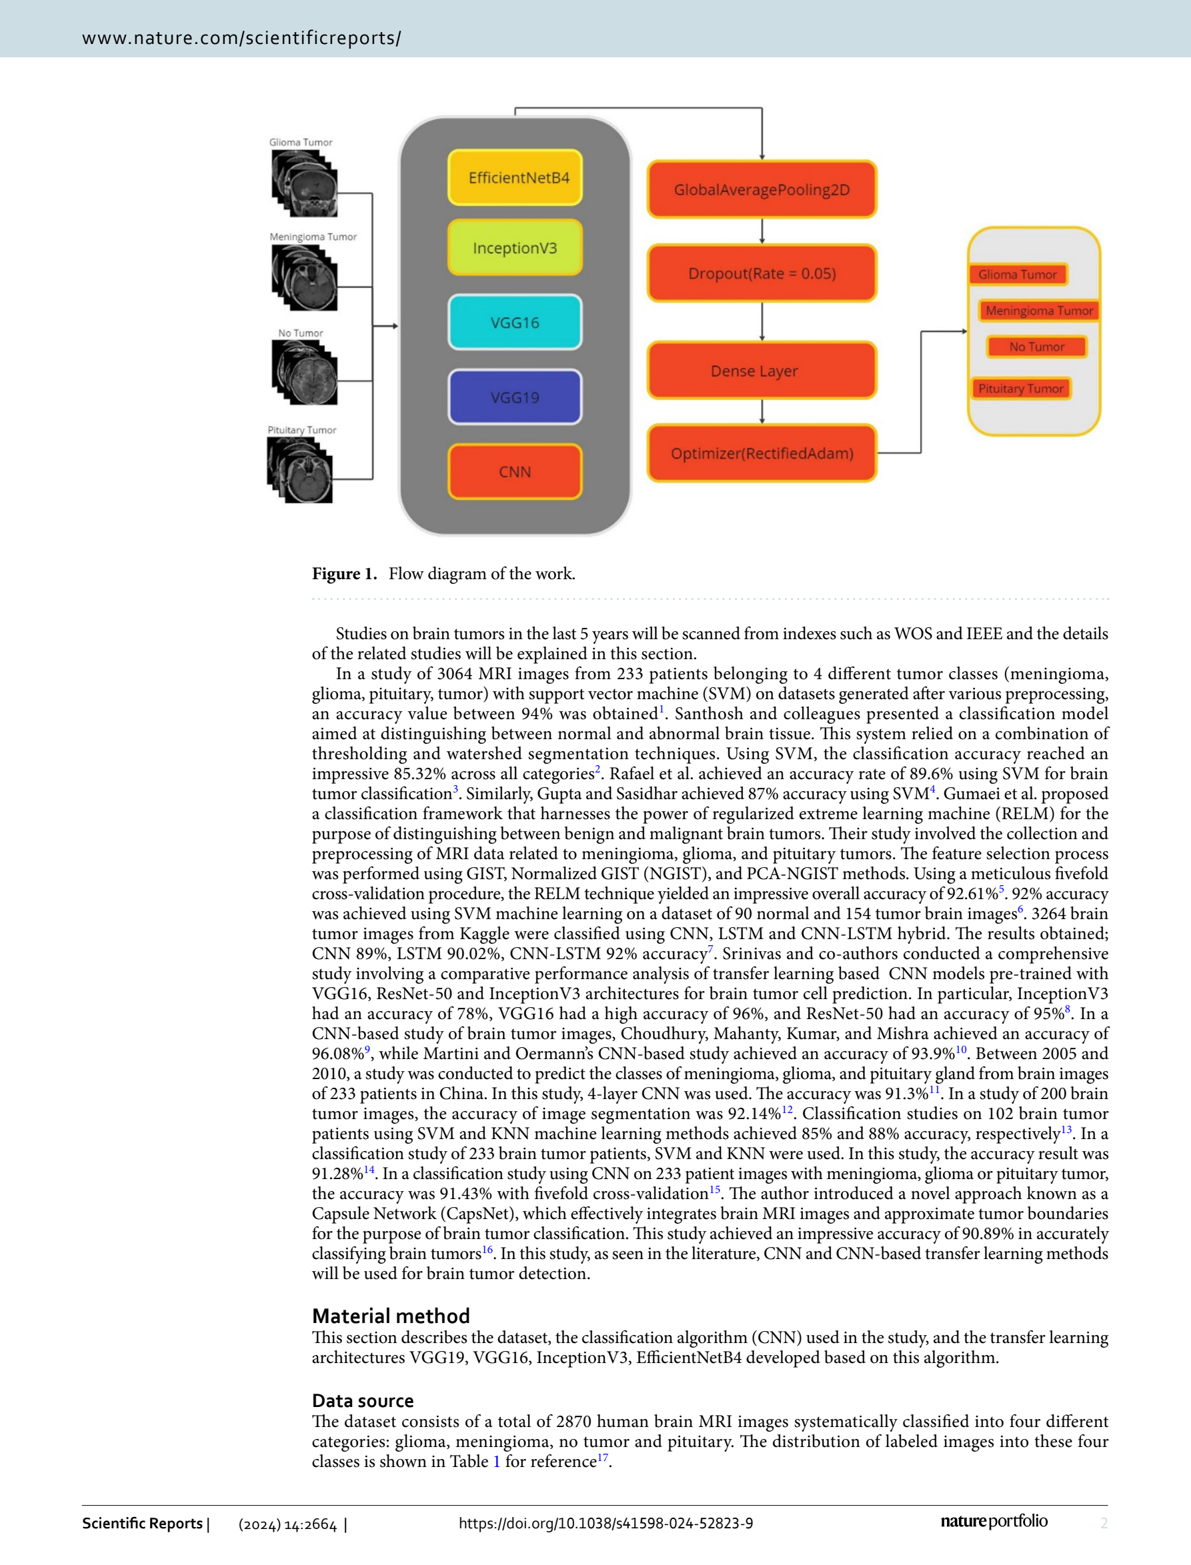 www.nature.com/scientificreports/
Glioma Tumor
Meningioma Tumor
No Tumor
Pituitary Tumor
EfficientNetB4
InceptionV3
VGG16
VGG19
CNN
GlobalAveragePooling2D
Dropout(Rate = 0.05)
Dense Layer
Optimizer(RectifiedAdam)
Glioma Tumor
Meningioma Tumor
No Tumor
Pituitary Tumor
Figure 1. Flow diagram of the work.
Studies on brain tumors in the last 5 years will be scanned from indexes such as WOS and IEEE and the details
of the related studies will be explained in this section.
In a study of 3064 MRI images from 233 patients belonging to 4 different tumor classes (meningioma,
glioma, pituitary, tumor) with support vector machine (SVM) on datasets generated after various preprocessing,
an accuracy value between 94% was obtained1. Santhosh and colleagues presented a classification model
aimed at distinguishing between normal and abnormal brain tissue. This system relied on a combination of
thresholding and watershed segmentation techniques. Using SVM, the classification accuracy reached an
impressive 85.32% across all categories2. Rafael et al. achieved an accuracy rate of 89.6% using SVM for brain
tumor classification3. Similarly, Gupta and Sasidhar achieved 87% accuracy using SVM4. Gumaei et al. proposed
a classification framework that harnesses the power of regularized extreme learning machine (RELM) for the
purpose of distinguishing between benign and malignant brain tumors. Their study involved the collection and
preprocessing of MRI data related to meningioma, glioma, and pituitary tumors. The feature selection process
was performed using GIST, Normalized GIST (NGIST), and PCA-NGIST methods. Using a meticulous fivefold
cross-validation procedure, the RELM technique yielded an impressive overall accuracy of 92.61%5. 92% accuracy
was achieved using SVM machine learning on a dataset of 90 normal and 154 tumor brain images6. 3264 brain
tumor images from Kaggle were classified using CNN, LSTM and CNN-LSTM hybrid. The results obtained;
CNN 89%, LSTM 90.02%, CNN-LSTM 92% accuracy7. Srinivas and co-authors conducted a comprehensive
study involving a comparative performance analysis of transfer learning based CNN models pre-trained with
VGG16, ResNet-50 and InceptionV3 architectures for brain tumor cell prediction. In particular, InceptionV3
had an accuracy of 78%, VGG16 had a high accuracy of 96%, and ResNet-50 had an accuracy of 95%8. In a
CNN-based study of brain tumor images, Choudhury, Mahanty, Kumar, and Mishra achieved an accuracy of
96.08%9, while Martini and Oermann's CNN-based study achieved an accuracy of 93.9%10. Between 2005 and
2010, a study was conducted to predict the classes of meningioma, glioma, and pituitary gland from brain images
of 233 patients in China. In this study, 4-layer CNN was used. The accuracy was 91.3%11. In a study of 200 brain
tumor images, the accuracy of image segmentation was 92.14%12. Classification studies on 102 brain tumor
patients using SVM and KNN machine learning methods achieved 85% and 88% accuracy, respectively13. In a
classification study of 233 brain tumor patients, SVM and KNN were used. In this study, the accuracy result was
91.28%14. In a classification study using CNN on 233 patient images with meningioma, glioma or pituitary tumor,
the accuracy was 91.43% with fivefold cross-validation15. The author introduced a novel approach known as a
Capsule Network (CapsNet), which effectively integrates brain MRI images and approximate tumor boundaries
for the purpose of brain tumor classification. This study achieved an impressive accuracy of 90.89% in accurately
classifying brain tumors16. In this study, as seen in the literature, CNN and CNN-based transfer learning methods
will be used for brain tumor detection.
Material method
This section describes the dataset, the classification algorithm (CNN) used in the study, and the transfer learning
architectures VGG19, VGG16, InceptionV3, EfficientNetB4 developed based on this algorithm.
Data source
The dataset consists of a total of 2870 human brain MRI images systematically classified into four different
categories: glioma, meningioma, no tumor and pituitary. The distribution of labeled images into these four
classes is shown in Table 1 for reference17.
Scientific Reports | (2024) 14:2664 | https://doi.org/10.1038/s41598-024-52823-9 nature portfolio 2